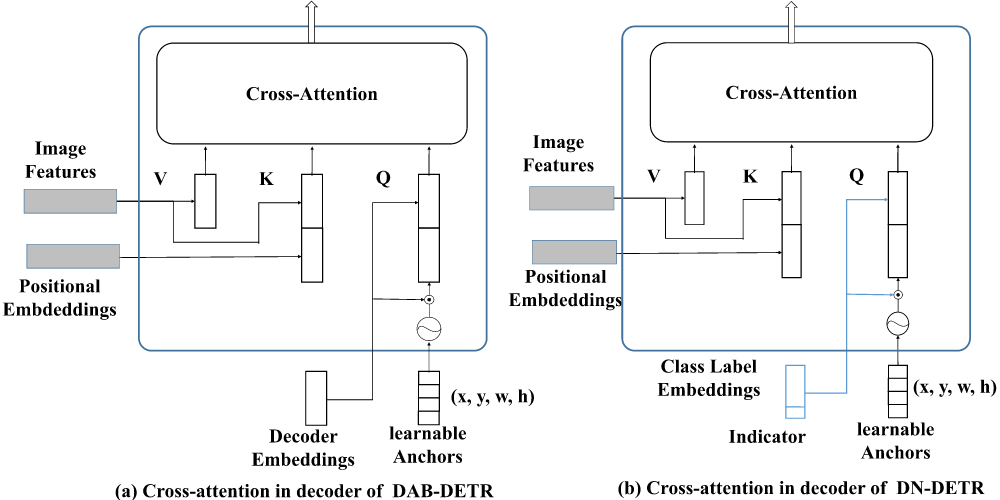 Cross-Attention
Image
Features
V
K
Q
Positional
Embdeddings
(x, y, w, h)
Decoder
Embeddings
learnable
Anchors
(a) Cross-attention in decoder of DAB-DETR
Cross-Attention
Image
Features
V
K
Q
Positional
Embdeddings
Class Label
Embeddings
(x, y, w, h)
Indicator
learnable
Anchors
(b) Cross-attention in decoder of DN-DETR